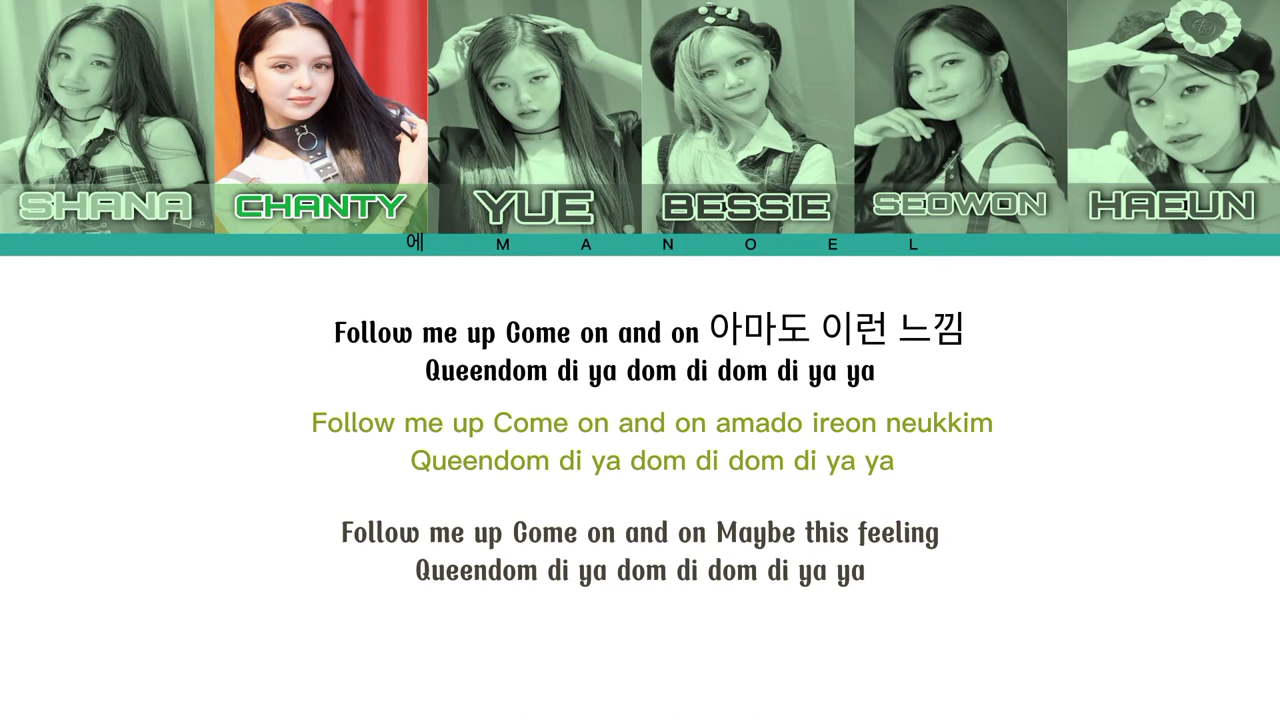 SHANA CHANTY YUE BESSIE SEOWON HAEUN
에 M A N O E L
Follow me up Come on and on 아마도 이런 느낌
Queendom di ya dom di dom di ya ya
Follow me up Come on and on amado ireon neukkim
Queendom di ya dom di dom di ya ya
Follow me up Come on and on Maybe this feeling
Queendom di ya dom di dom di ya ya